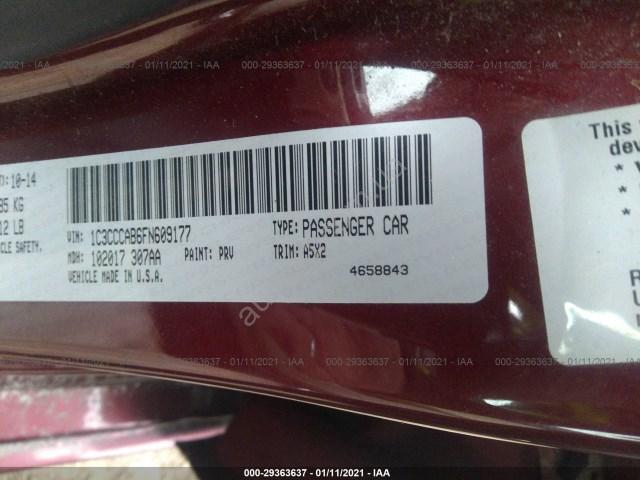 01/11/2021 - IAA 000-29363637 - 01/11/2021 - IAA 000-29363637 - 01/11/2021 - IAA
This
dev
10-14
85 KG
12 LB
CLE SAFETY.
VIN: 1C3CCCAB6FN609177 TYPE: PASSENGER CAR
MDH: 102017 307AA PAINT: PRV TRIM: A5X2
VEHICLE MADE IN U.S.A. 4658843
000-29363637 - 01/11/2021 - IAA 000-29363637 - 01/11/2021 - IAA 000-29363637 - 01/11/2021
000-29363637 - 01/11/2021 - IAA